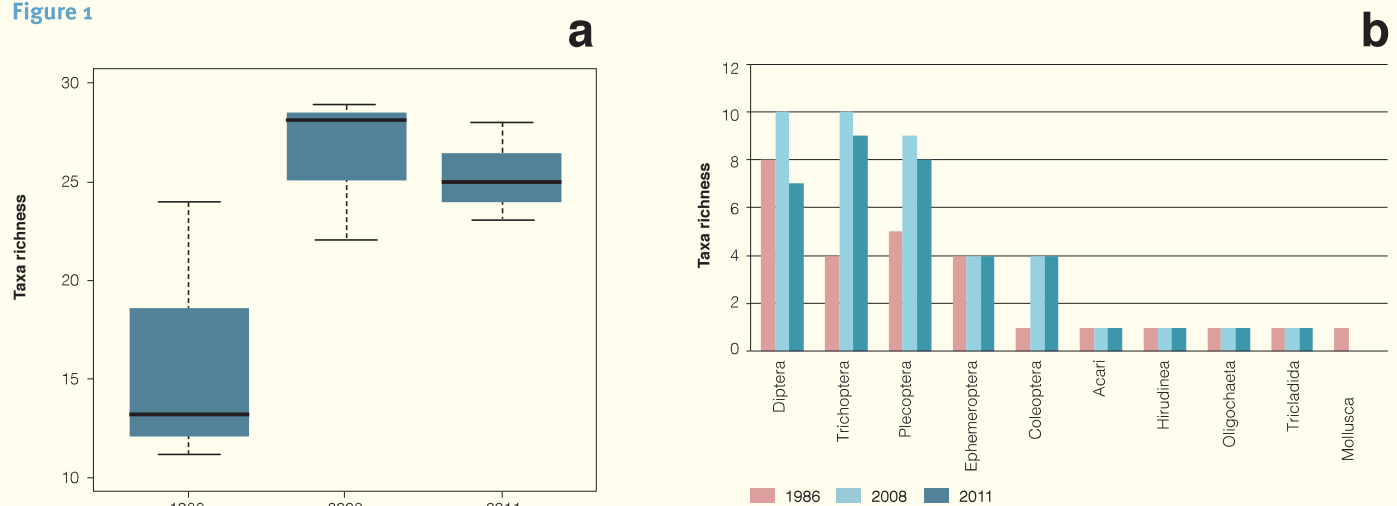 Figure 1
a
b
Taxa richness
30
25
20
15
10
Taxa richness
12
10
8
6
4
2
0
Diptera
Trichoptera
Plecoptera
Ephemeroptera
Coleoptera
Acari
Hirudinea
Oligochaeta
Tricladida
Mollusca
1986 2008 2011